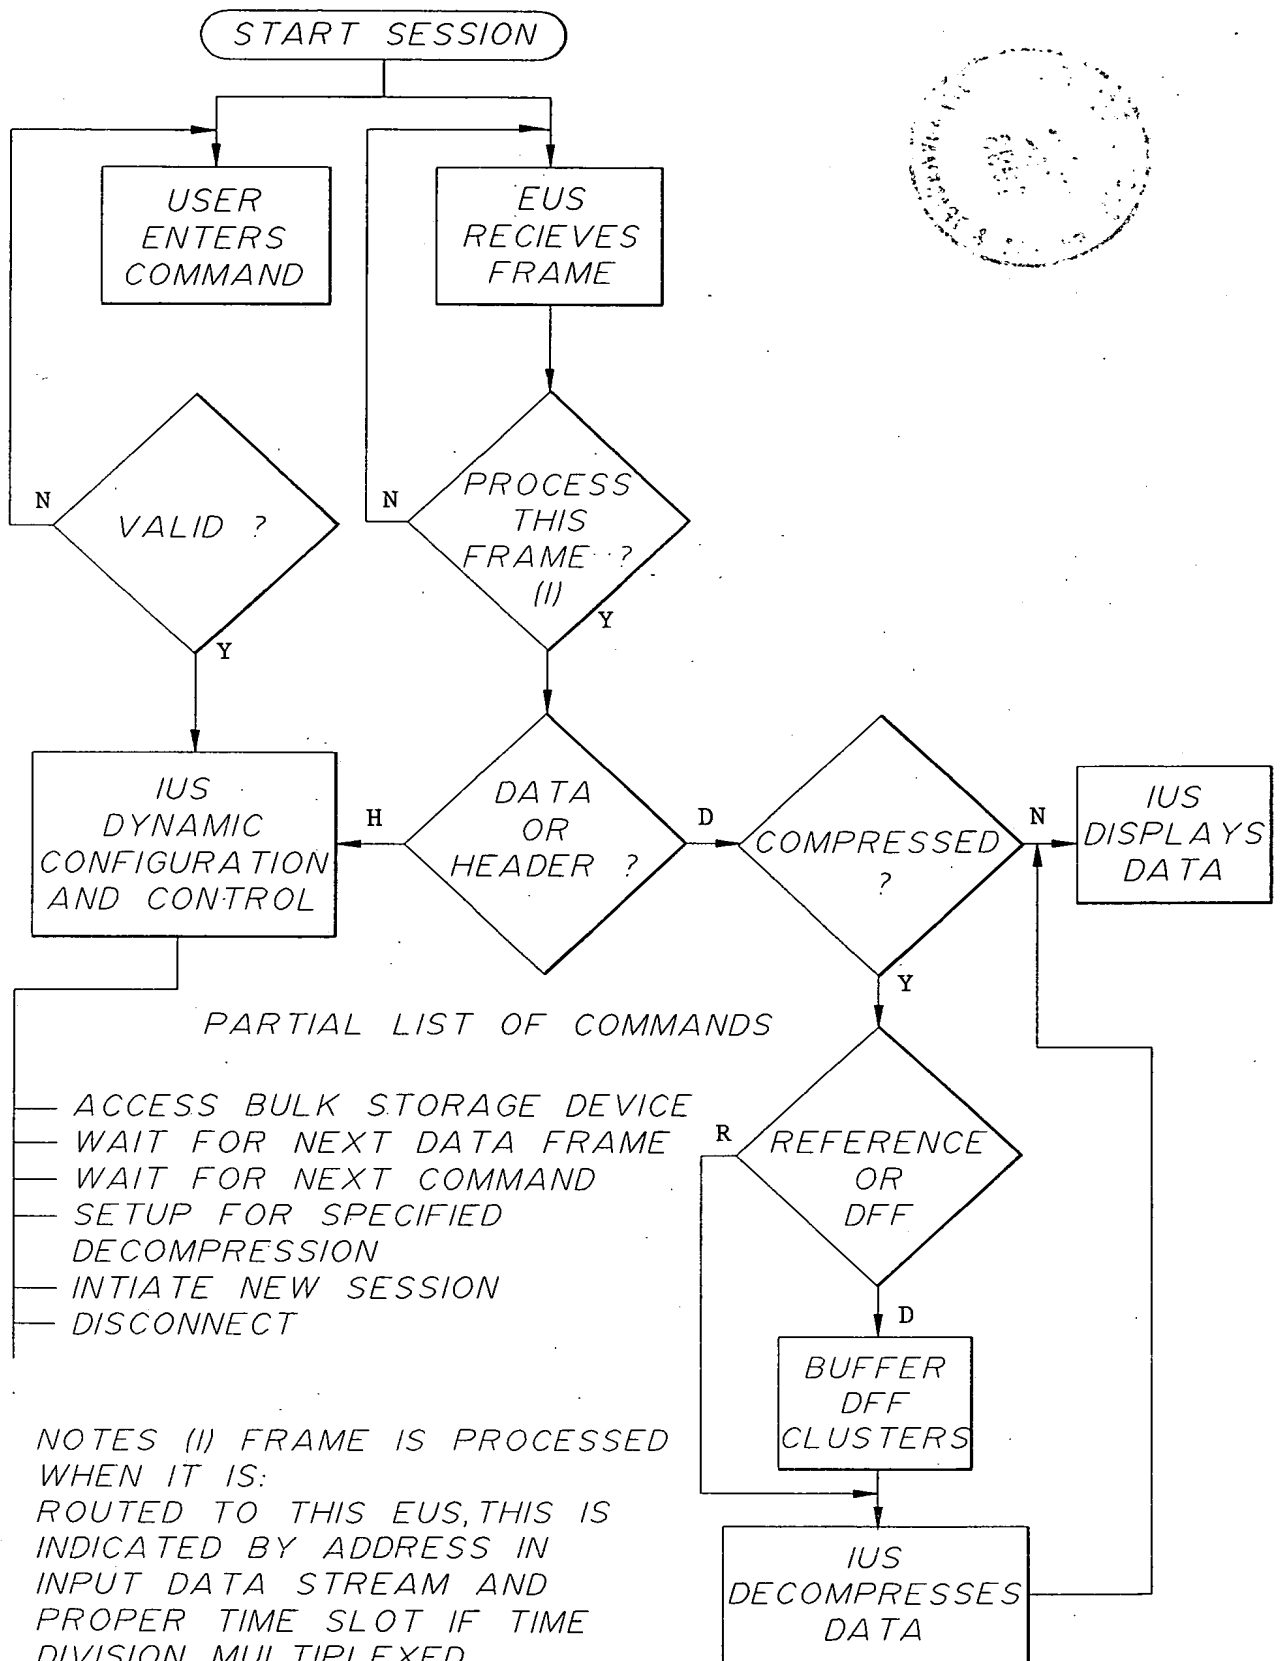 START SESSION
USER
ENTERS
COMMAND
EUS
RECIEVES
FRAME
N
VALID ?
Y
N
PROCESS
THIS
FRAME ?
(1)
Y
IUS
DYNAMIC
CONFIGURATION
AND CONTROL
H
DATA
OR
HEADER ?
D
COMPRESSED
?
N
IUS
DISPLAYS
DATA
Y
PARTIAL LIST OF COMMANDS
ACCESS BULK STORAGE DEVICE
WAIT FOR NEXT DATA FRAME
WAIT FOR NEXT COMMAND
SETUP FOR SPECIFIED
DECOMPRESSION
INTIATE NEW SESSION
DISCONNECT
R
REFERENCE
OR
DFF
D
BUFFER
DFF
CLUSTERS
IUS
DECOMPRESSES
DATA
NOTES (1) FRAME IS PROCESSED
WHEN IT IS:
ROUTED TO THIS EUS, THIS IS
INDICATED BY ADDRESS IN
INPUT DATA STREAM AND
PROPER TIME SLOT IF TIME
DIVISION MULTIPLEXED